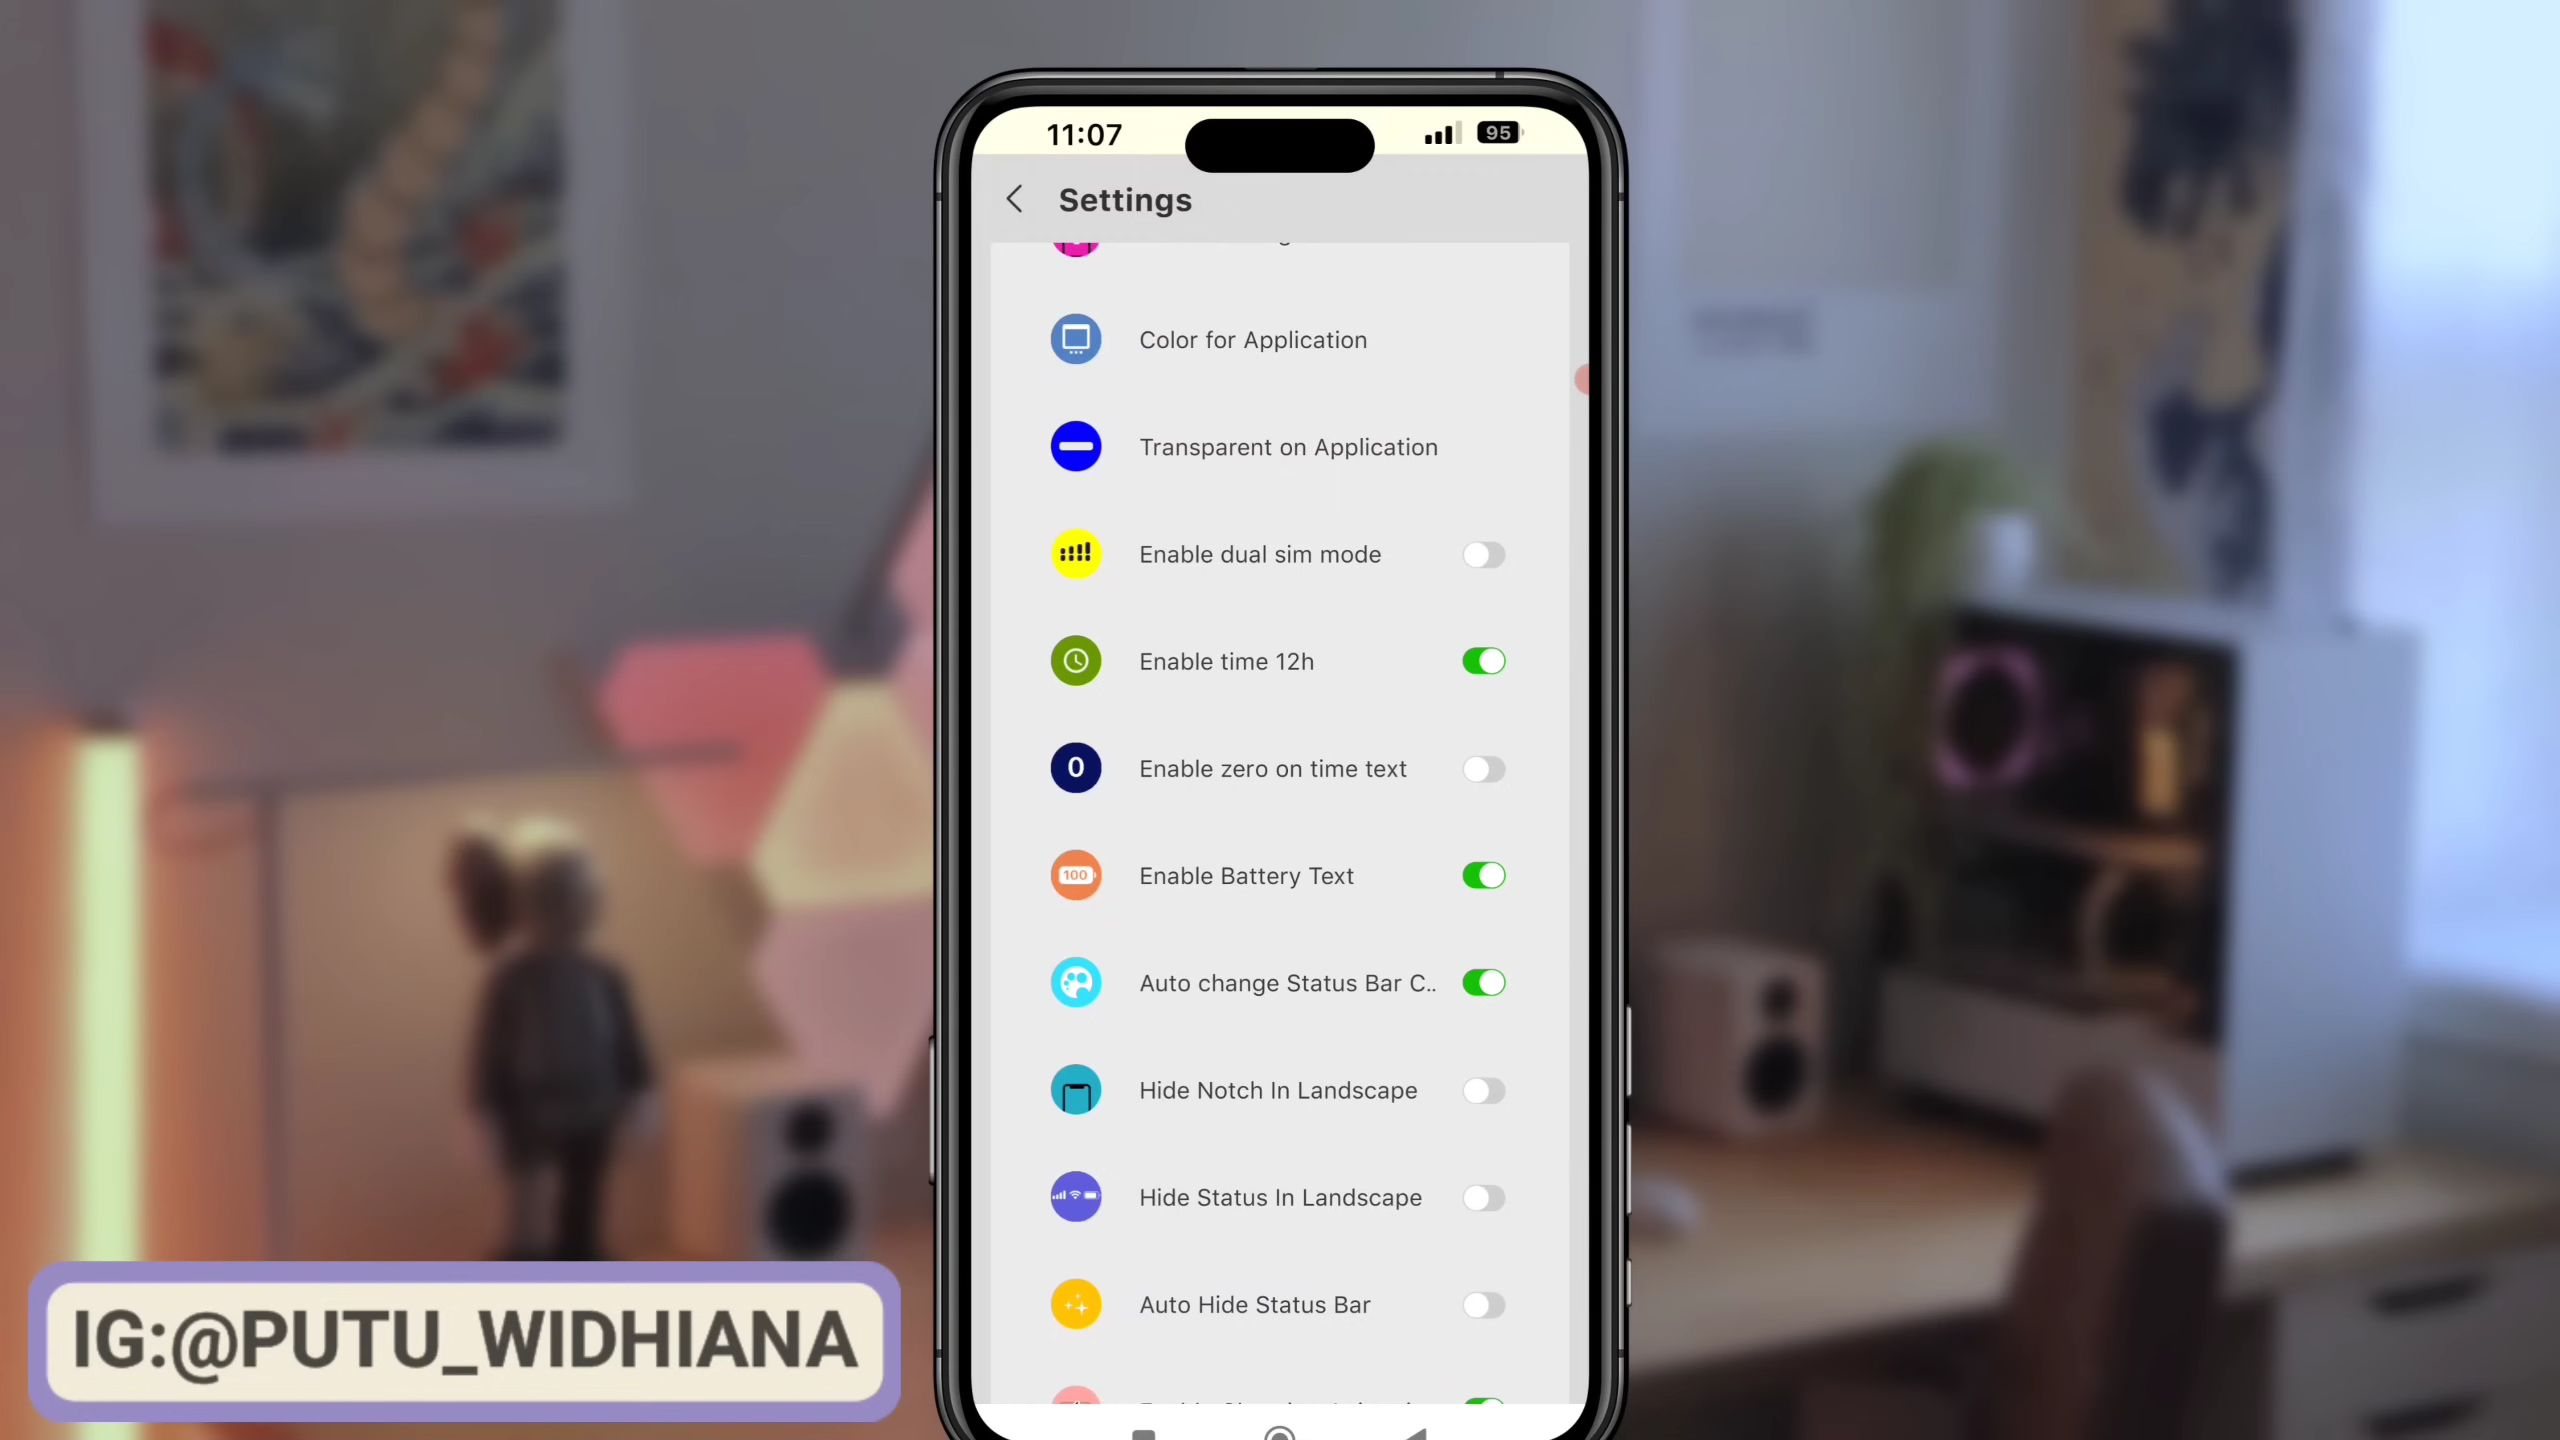 11:07
95
Settings
Color for Application
Transparent on Application
Enable dual sim mode
Enable time 12h
0
Enable zero on time text
100
Enable Battery Text
Auto change Status Bar C..
Hide Notch In Landscape
Hide Status In Landscape
Auto Hide Status Bar
IG:@PUTU_WIDHIANA